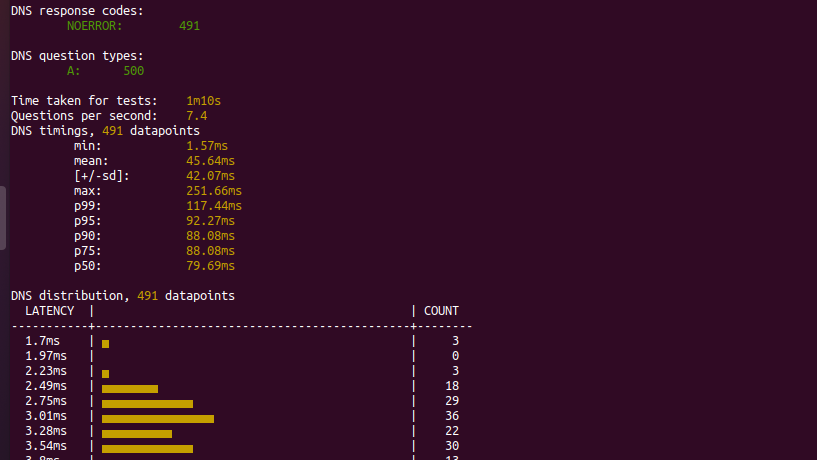 DNS response codes:
NOERROR: 491
DNS question types:
A: 500
Time taken for tests: 1m10s
Questions per second: 7.4
DNS timings, 491 datapoints
min: 1.57ms
mean: 45.64ms
[+/-sd]: 42.07ms
max: 251.66ms
p99: 117.44ms
p95: 92.27ms
p90: 88.08ms
p75: 88.08ms
p50: 79.69ms
DNS distribution, 491 datapoints
LATENCY | | COUNT
-----------+---------------------------------------------+--------
1.7ms | | 3
1.97ms | | 0
2.23ms | | 3
2.49ms | | 18
2.75ms | | 29
3.01ms | | 36
3.28ms | | 22
3.54ms | | 30
3.8ms | | 13